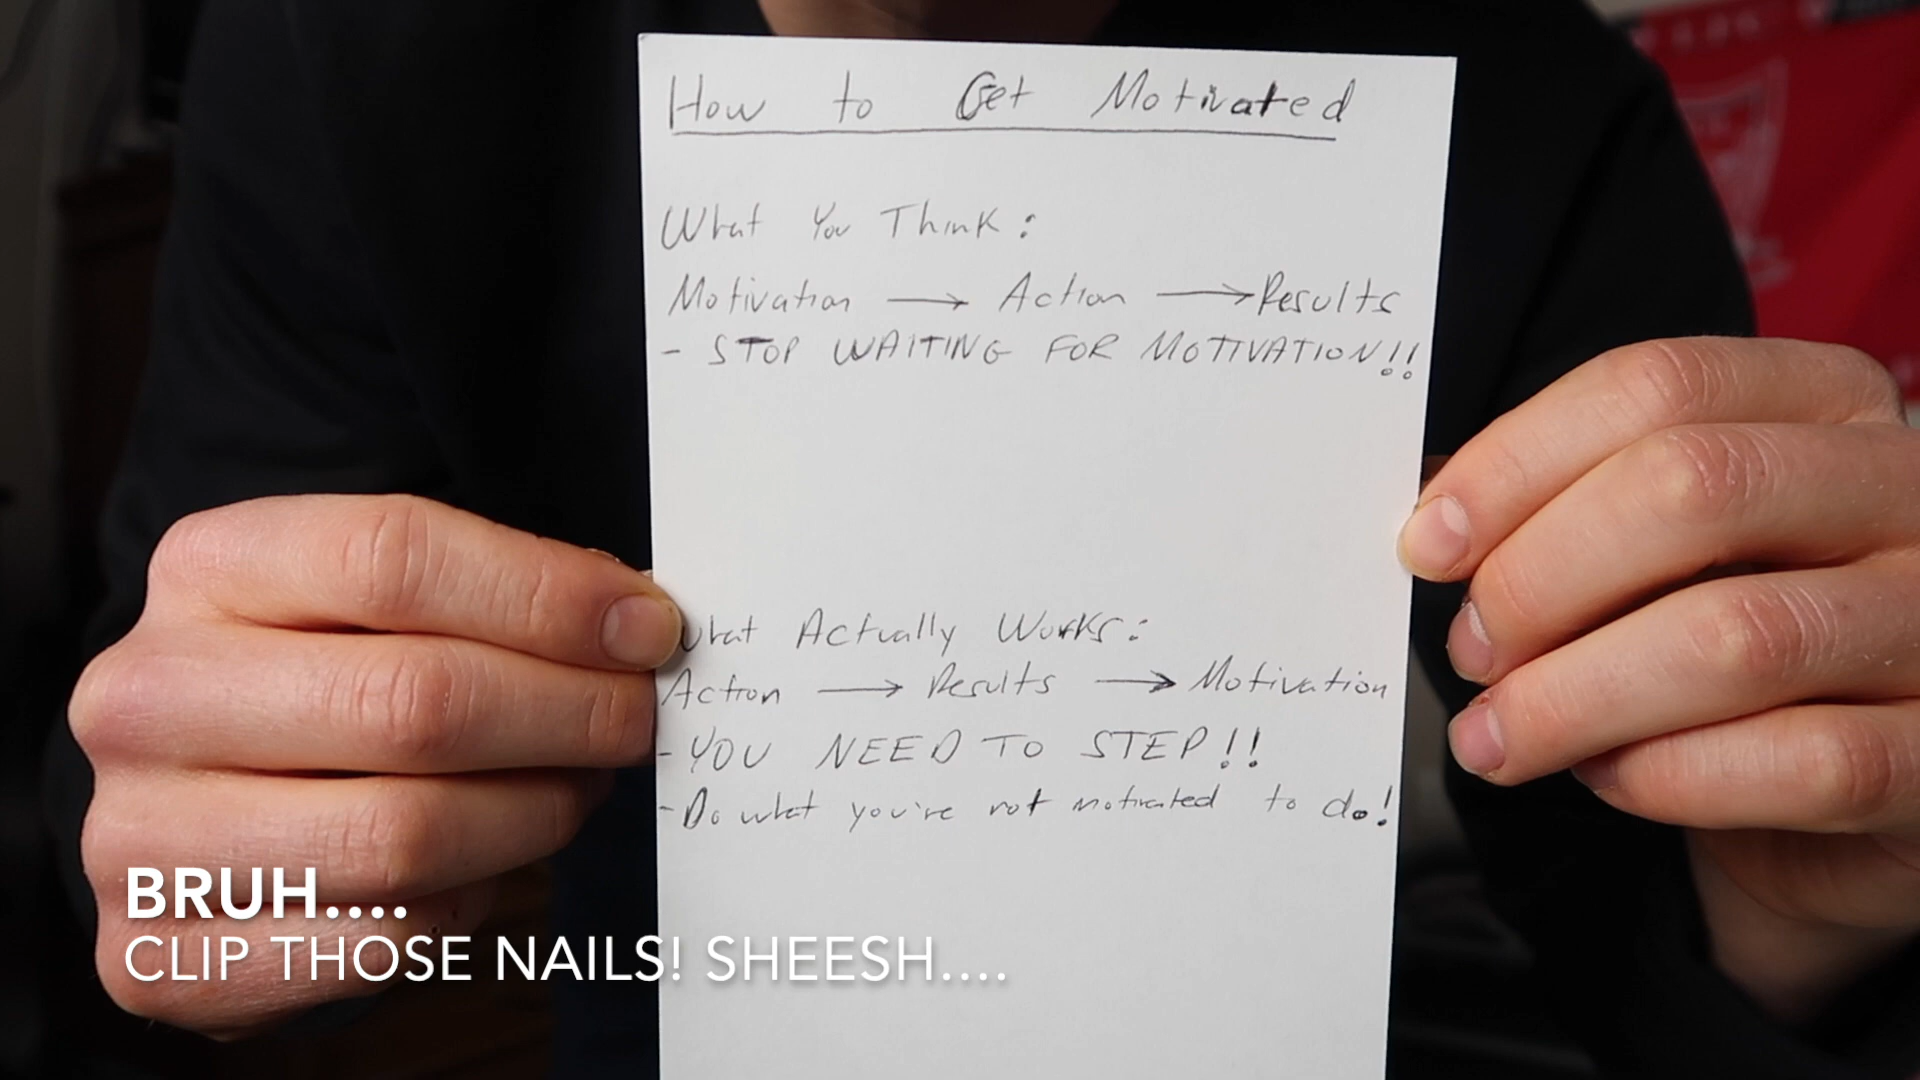 How to Get Motivated
What You Think:
Motivation → Action → Results
- STOP WAITING FOR MOTIVATION!!
What Actually Works:
Action → Results → Motivation
- YOU NEED TO STEP!!
- Do what you're not motivated to do!
BRUH....
CLIP THOSE NAILS! SHEESH....